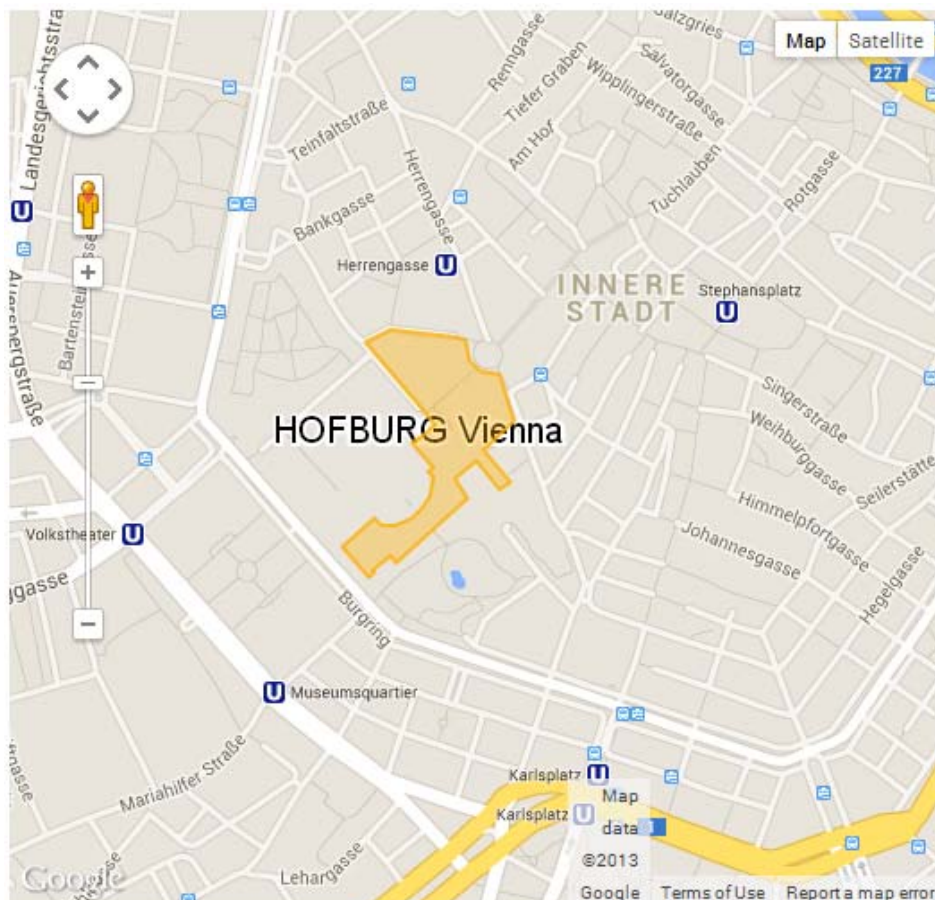 Salzgries
Map
Satellite
227
Landesgerichtsstra
Renngasse
Salvatorgasse
Tiefer Graben
Wipplingerstraße
Teinfaltstraße
Am Hof
Herrengasse
Tuchlauben
Rotgasse
Bankgasse
U
Herrengasse U
INNERE
STADT
Stephansplatz
U
Auerspergstraße
Singerstraße
Weihburggasse
Seilerstätte
HOFBURG Vienna
Himmelpfortgasse
Johannesgasse
Volkstheater U
ggasse
Hegelgasse
Burgring
U Museumsquartier
Mariahilfer Straße
Karlsplatz U
Map
Karlsplatz U
data
©2013
Lehargasse
Google
Google
Terms of Use
Report a map error